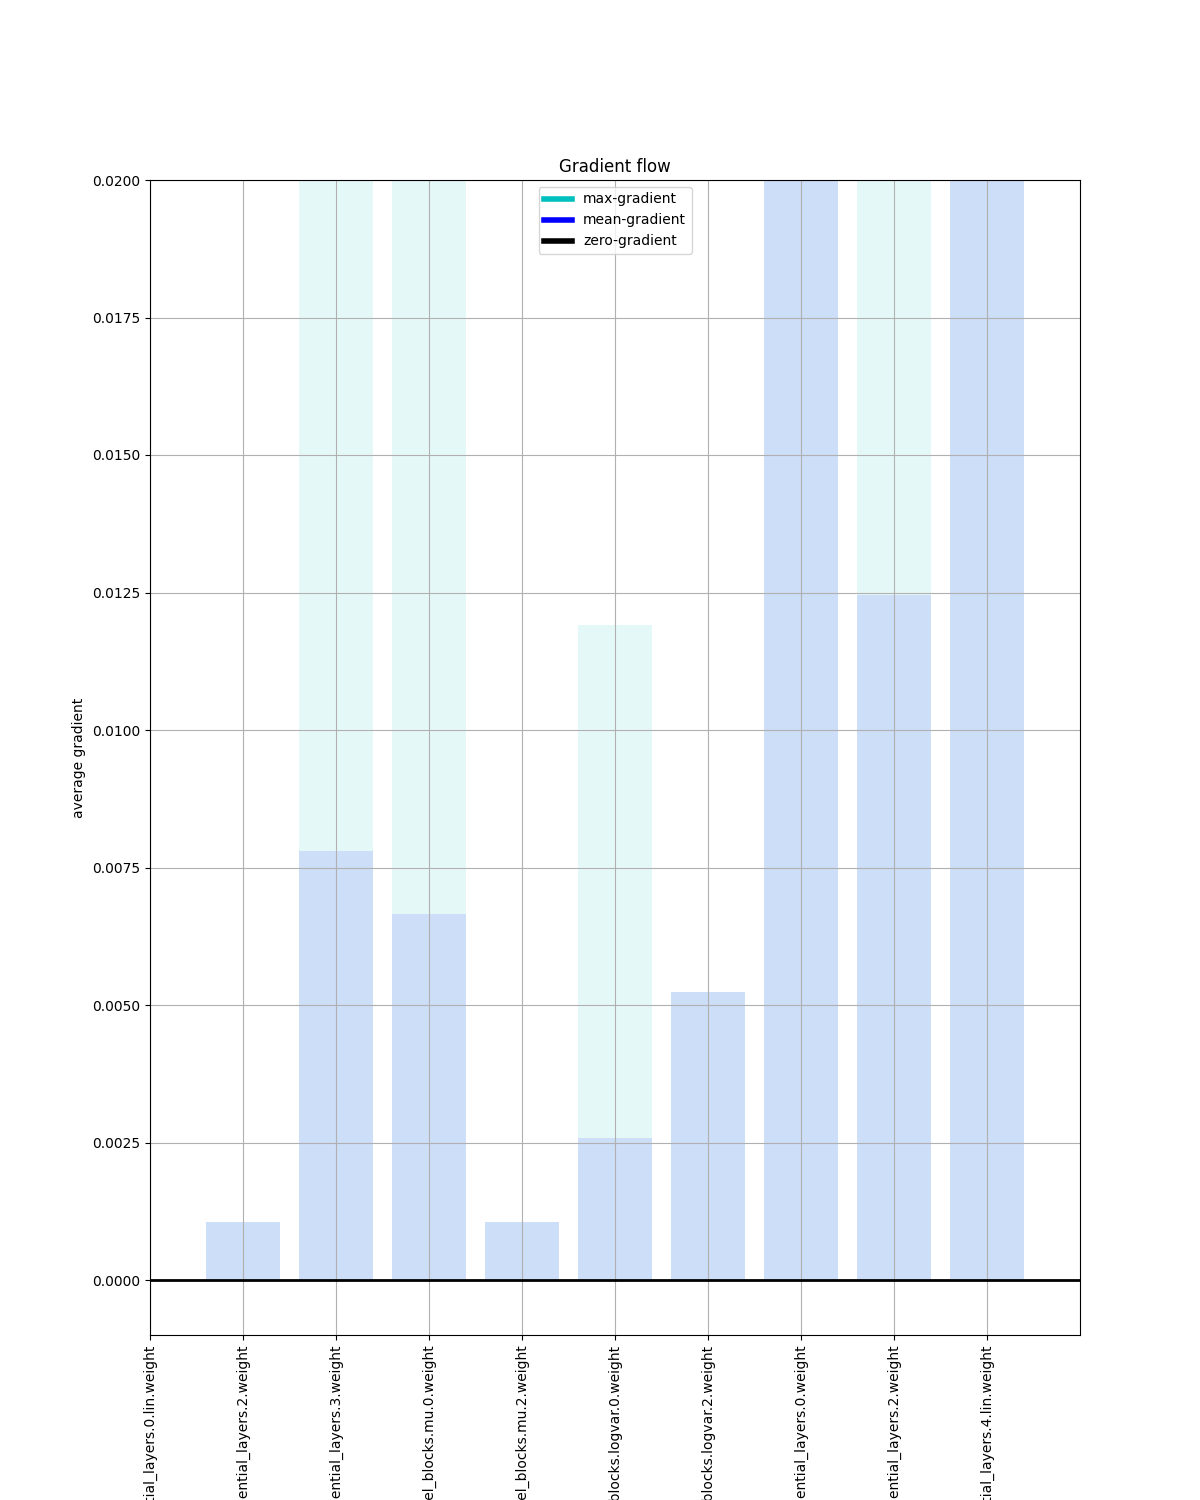 Gradient flow
max-gradient
mean-gradient
zero-gradient
0.0200
0.0175
0.0150
0.0125
0.0100
0.0075
0.0050
0.0025
0.0000
average gradient
tial_layers.0.lin.weight
ential_layers.2.weight
ential_layers.3.weight
el_blocks.mu.0.weight
el_blocks.mu.2.weight
blocks.logvar.0.weight
blocks.logvar.2.weight
ential_layers.0.weight
ential_layers.2.weight
tial_layers.4.lin.weight